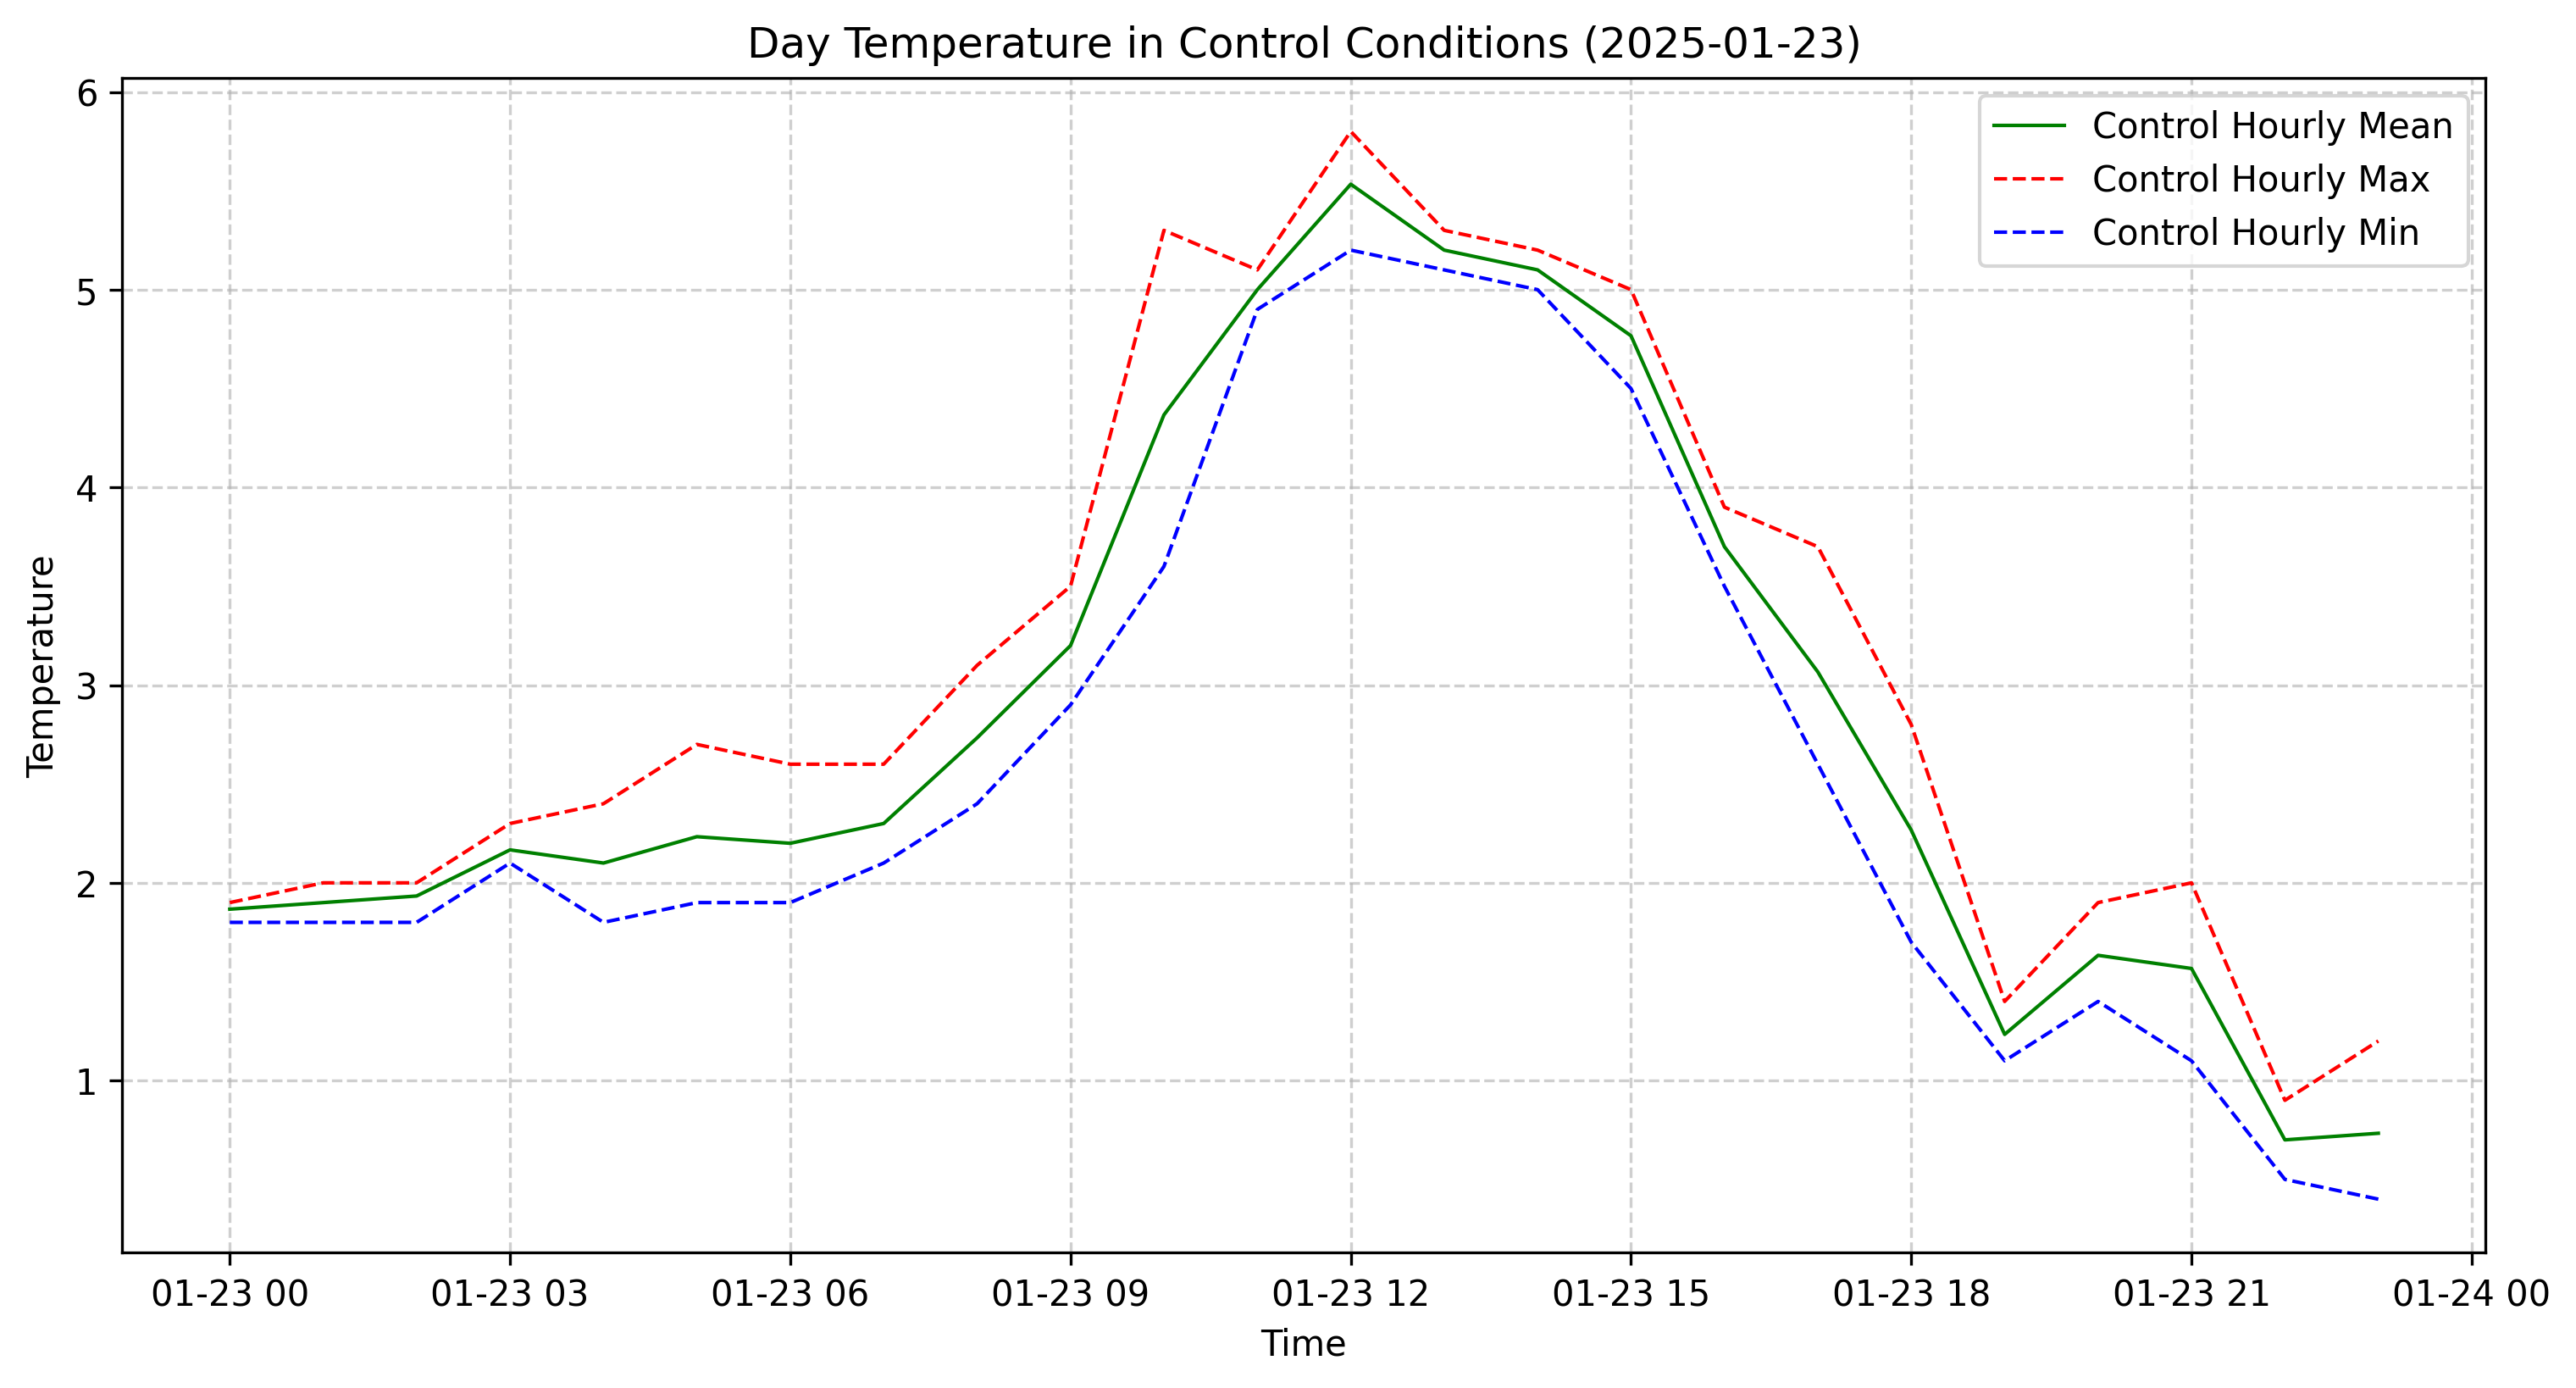 Day Temperature in Control Conditions (2025-01-23)
6
5
4
3
2
1
Temperature
Control Hourly Mean
Control Hourly Max
Control Hourly Min
01-23 00 01-23 03 01-23 06 01-23 09 01-23 12 01-23 15 01-23 18 01-23 21 01-24 00
Time